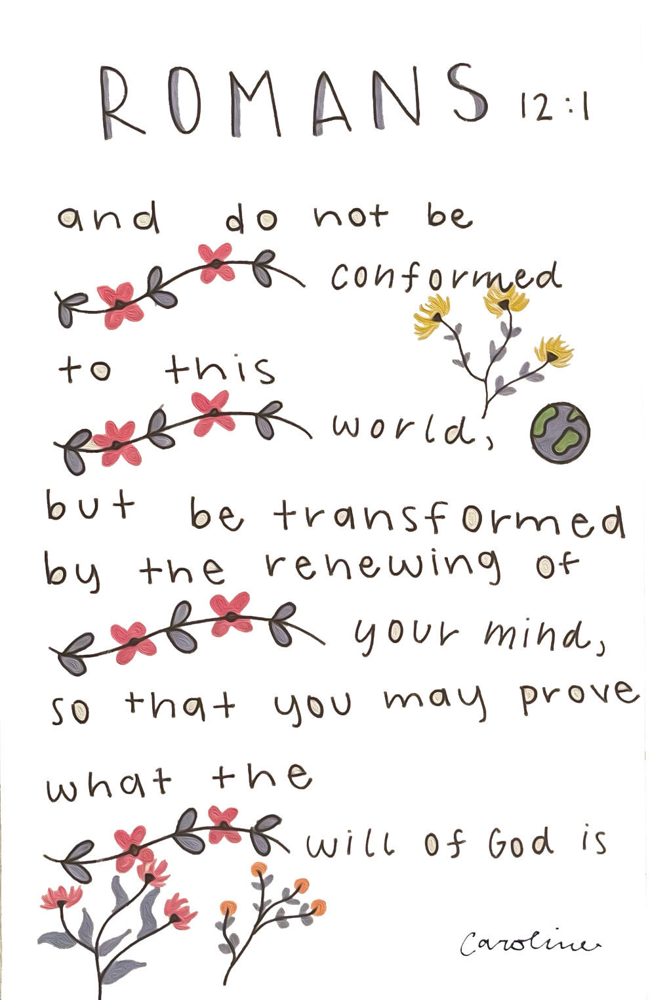 ROMANS 12:1
and do not be
conformed
to this
world,
but be transformed
by the renewing of
your mind,
so that you may prove
what the
will of God is
Caroline